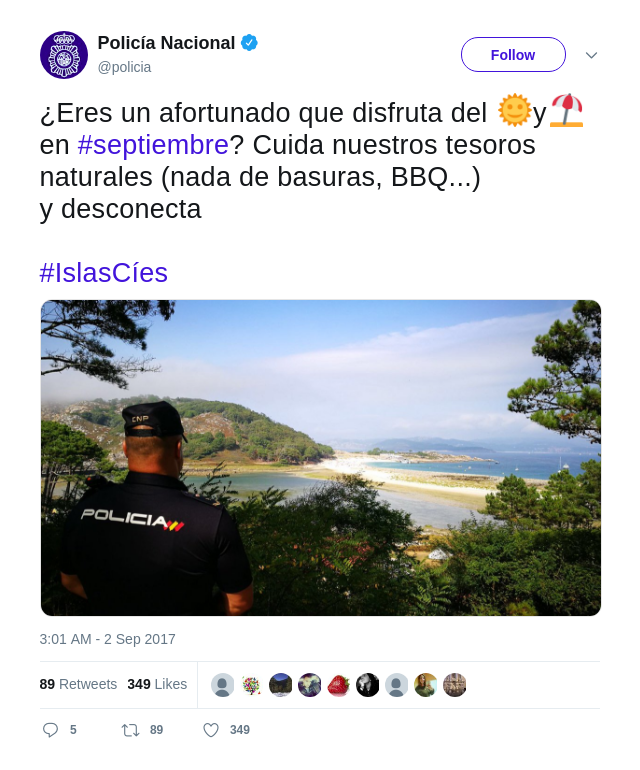 Policía Nacional
@policia
Follow
¿Eres un afortunado que disfruta del 🌞y⛱
en #septiembre? Cuida nuestros tesoros
naturales (nada de basuras, BBQ...)
y desconecta
#IslasCíes
CNP
POLICIA
3:01 AM - 2 Sep 2017
89 Retweets 349 Likes
5 89 349